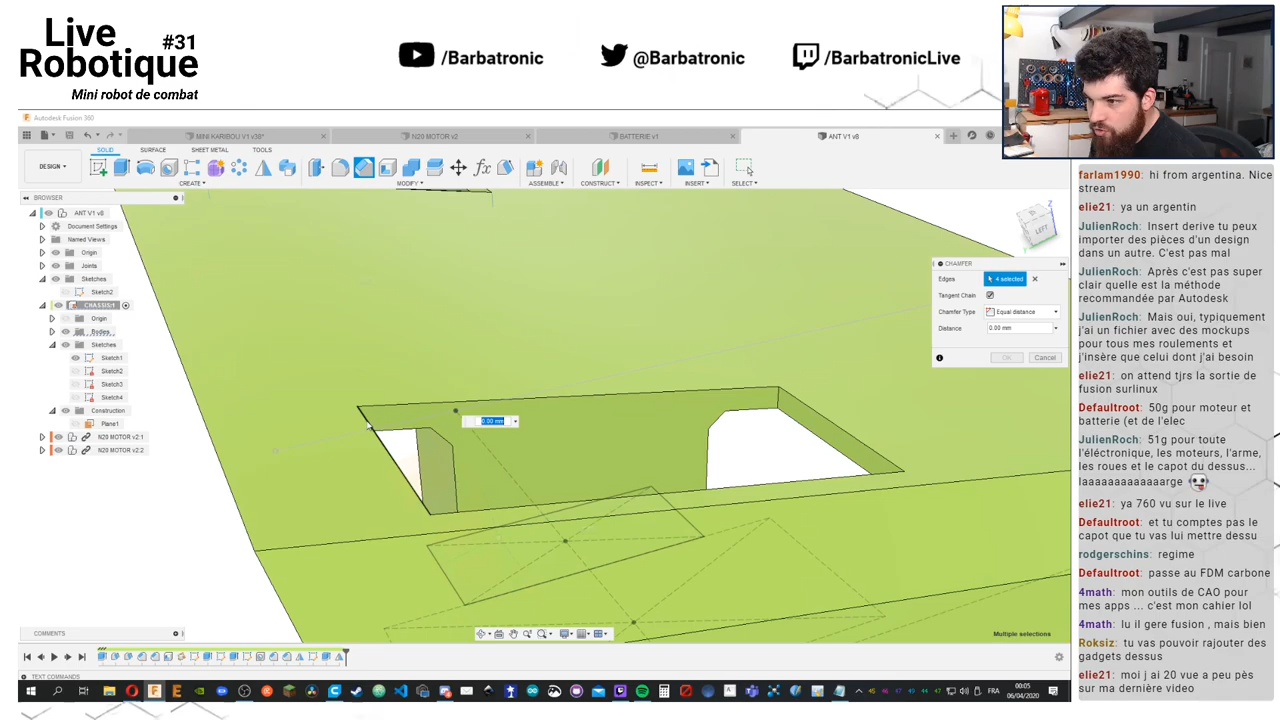 Live
Robotique
#31
Mini robot de combat
/Barbatronic
@Barbatronic
/BarbatronicLive
Autodesk Fusion 360
MINI KARIBOU V1 v38*
N20 MOTOR v2
BATTERIE v1
ANT V1 v8
SOLID
SURFACE
SHEET METAL
TOOLS
DESIGN
CREATE
MODIFY
ASSEMBLE
CONSTRUCT
INSPECT
INSERT
SELECT
BROWSER
ANT V1 v8
Document Settings
Named Views
Origin
Joints
Sketches
Sketch2
CHASSIS:1
Origin
Bodies
Sketches
Sketch1
Sketch2
Sketch3
Sketch4
Construction
Plane1
N20 MOTOR v2:1
N20 MOTOR v2:2
LEFT
Z
CHAMFER
Edges
4 selected
Tangent Chain
Chamfer Type
Equal distance
Distance
0.00 mm
OK
Cancel
0.00 mm
Multiple selections
COMMENTS
TEXT COMMANDS
FRA
00:05
06/04/2020
farlam1990: hi from argentina. Nice
stream
elie21: ya un argentin
JulienRoch: Insert derive tu peux
importer des pièces d'un design
dans un autre. C'est pas mal
JulienRoch: Après c'est pas super
clair quelle est la méthode
recommandée par Autodesk
JulienRoch: Mais oui, typiquement
j'ai un fichier avec des mockups
pour tous mes roulements et
j'insère que celui dont j'ai besoin
elie21: on attend tjrs la sortie de
fusion surlinux
Defaultroot: 50g pour moteur et
batterie (et de l'elec
JulienRoch: 51g pour toute
l'éléctronique, les moteurs, l'arme,
les roues et le capot du dessus...
laaaaaaaaaaaarge
elie21: ya 760 vu sur le live
Defaultroot: et tu comptes pas le
capot que tu vas lui mettre dessu
rodgerschins: regime
Defaultroot: passe au FDM carbone
4math: mon outils de CAO pour
mes apps ... c'est mon cahier lol
4math: lu il gere fusion , mais bien
Roksiz: tu vas pouvoir rajouter des
gadgets dessus
elie21: moi j ai 20 vue a peu pès
sur ma dernière video